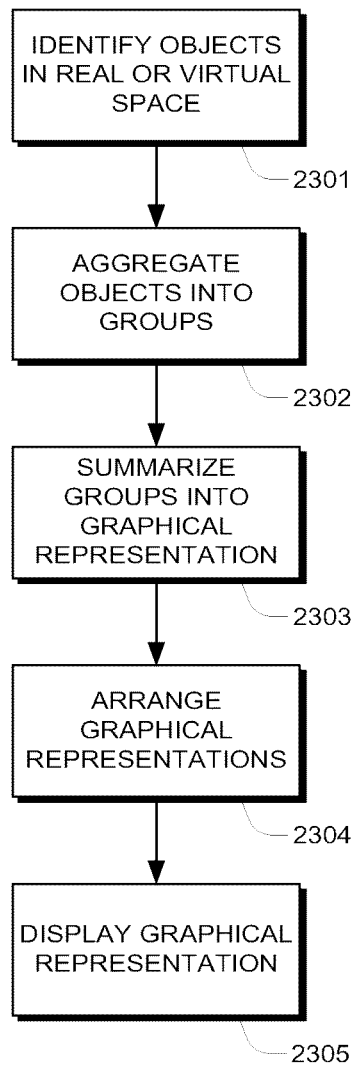 IDENTIFY OBJECTS
IN REAL OR VIRTUAL
SPACE
2301
AGGREGATE
OBJECTS INTO
GROUPS
2302
SUMMARIZE
GROUPS INTO
GRAPHICAL
REPRESENTATION
2303
ARRANGE
GRAPHICAL
REPRESENTATIONS
2304
DISPLAY GRAPHICAL
REPRESENTATION
2305